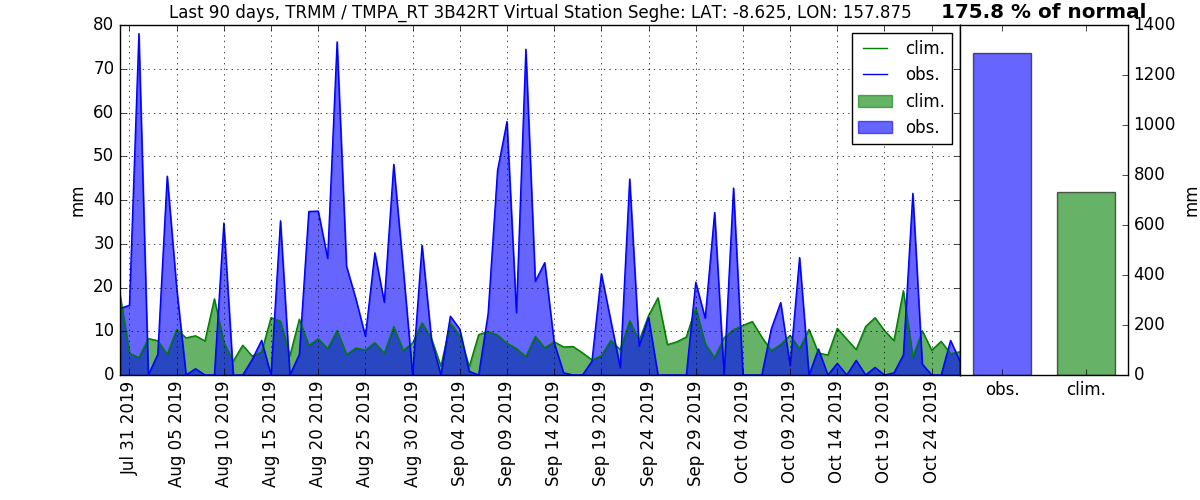 Last 90 days, TRMM / TMPA_RT 3B42RT Virtual Station Seghe: LAT: -8.625, LON: 157.875
175.8 % of normal
80
70
60
50
40
30
20
10
0
mm
clim.
obs.
clim.
obs.
Jul 31 2019
Aug 05 2019
Aug 10 2019
Aug 15 2019
Aug 20 2019
Aug 25 2019
Aug 30 2019
Sep 04 2019
Sep 09 2019
Sep 14 2019
Sep 19 2019
Sep 24 2019
Sep 29 2019
Oct 04 2019
Oct 09 2019
Oct 14 2019
Oct 19 2019
Oct 24 2019
1400
1200
1000
800
600
400
200
0
mm
obs.
clim.